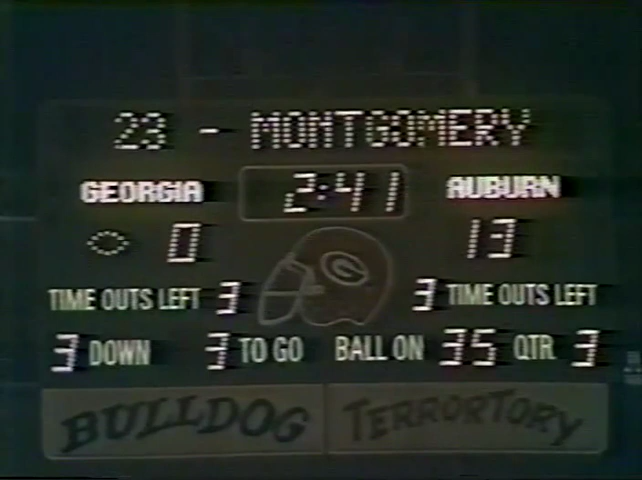 23 - MONTGOMERY
GEORGIA 2:41 AUBURN
0 13
TIME OUTS LEFT 3 3 TIME OUTS LEFT
3 DOWN 3 TO GO BALL ON 35 QTR 3
G
BULLDOG TERRORTORY